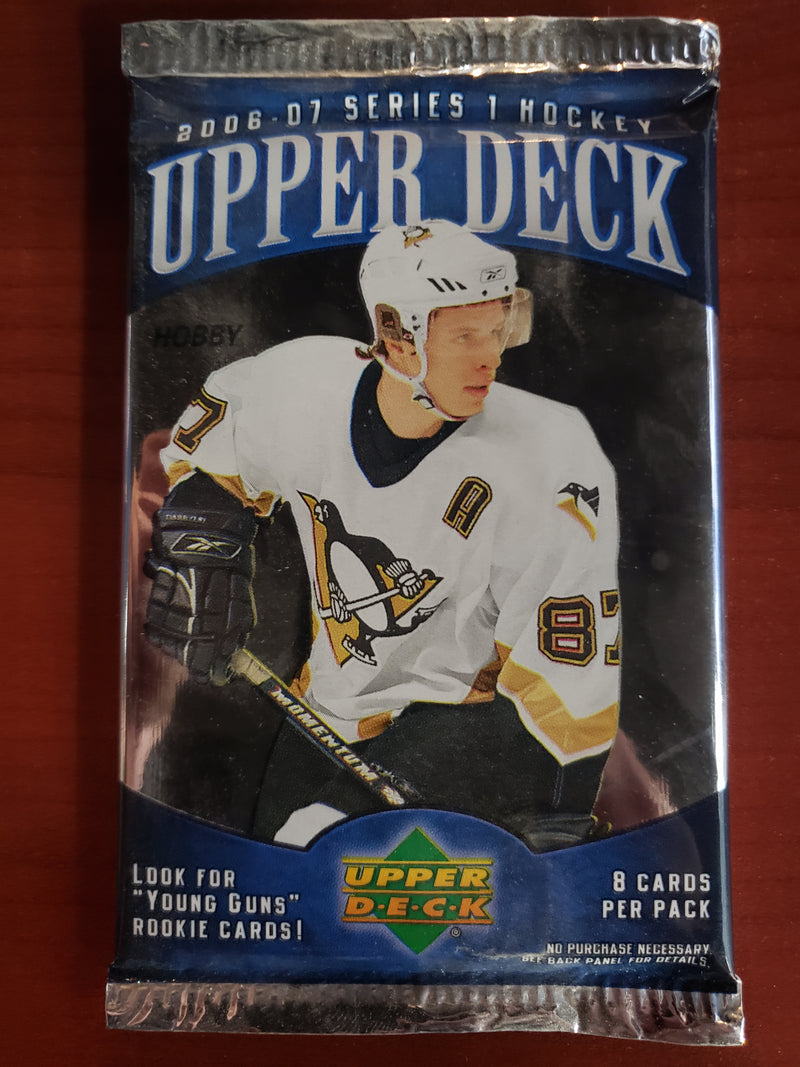 2006-07 SERIES 1 HOCKEY
UPPER DECK
HOBBY
87
A
87
MOMENTUM
LOOK FOR
"YOUNG GUNS"
ROOKIE CARDS!
UPPER
D·E·C·K
®
8 CARDS
PER PACK
NO PURCHASE NECESSARY
SEE BACK PANEL FOR DETAILS.